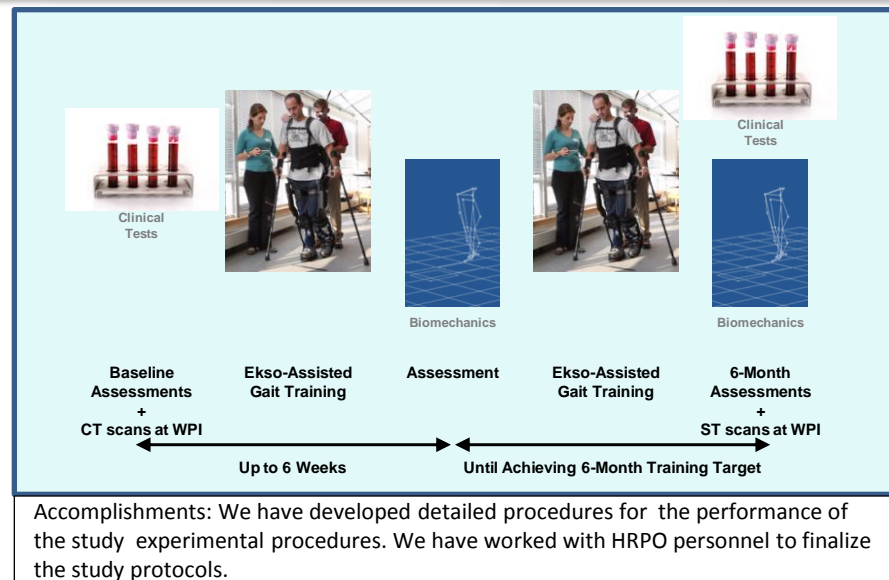 Clinical
Tests
Clinical
Tests
Biomechanics
Biomechanics
Baseline
Assessments
+
CT scans at WPI
Ekso-Assisted
Gait Training
Assessment
Ekso-Assisted
Gait Training
6-Month
Assessments
+
ST scans at WPI
Up to 6 Weeks
Until Achieving 6-Month Training Target
Accomplishments: We have developed detailed procedures for the performance of
the study experimental procedures. We have worked with HRPO personnel to finalize
the study protocols.